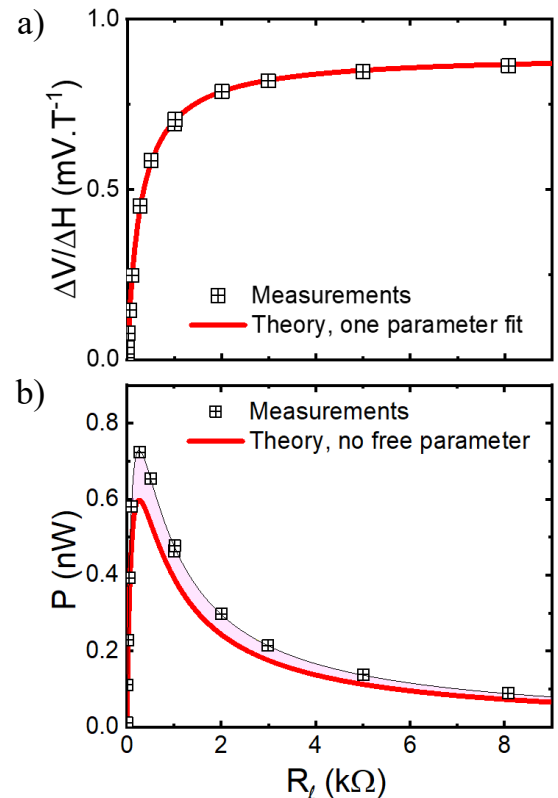 a)
1.0
0.5
0.0
ΔV/ΔH (mV.T⁻¹)
Measurements
Theory, one parameter fit
b)
0.8
0.6
0.4
0.2
0.0
P (nW)
Measurements
Theory, no free parameter
0 2 4 6 8
Rℓ (kΩ)